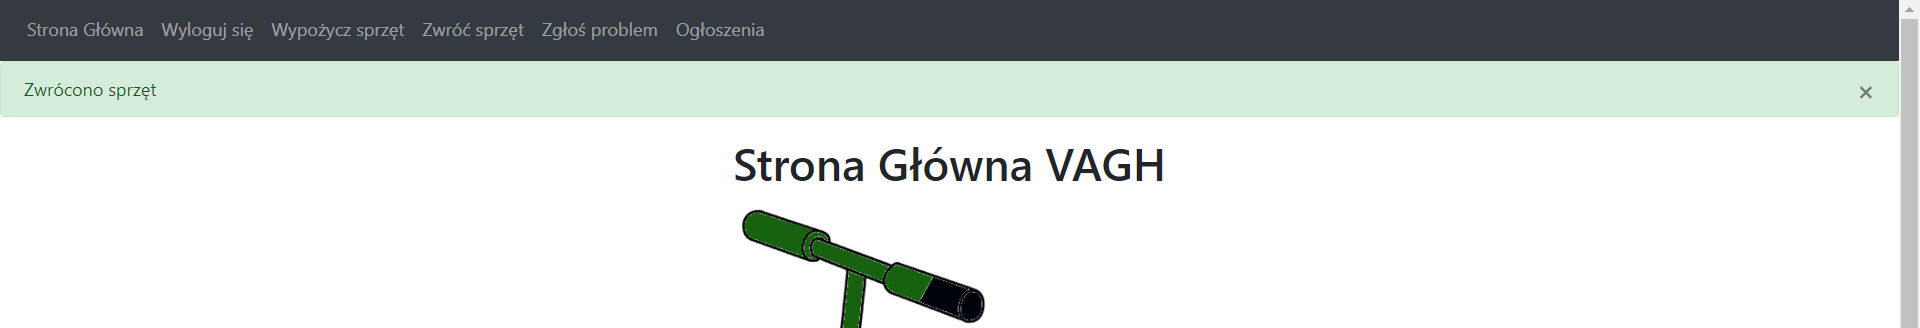 Strona Główna Wyloguj się Wypożycz sprzęt Zwróć sprzęt Zgłoś problem Ogłoszenia
Zwrócono sprzęt ×
Strona Główna VAGH